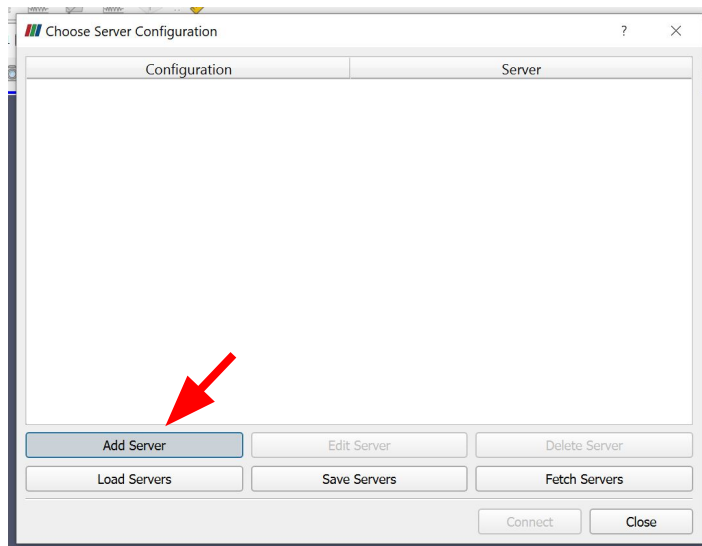 Choose Server Configuration ?
Configuration Server
Add Server Edit Server Delete Server
Load Servers Save Servers Fetch Servers
Connect Close